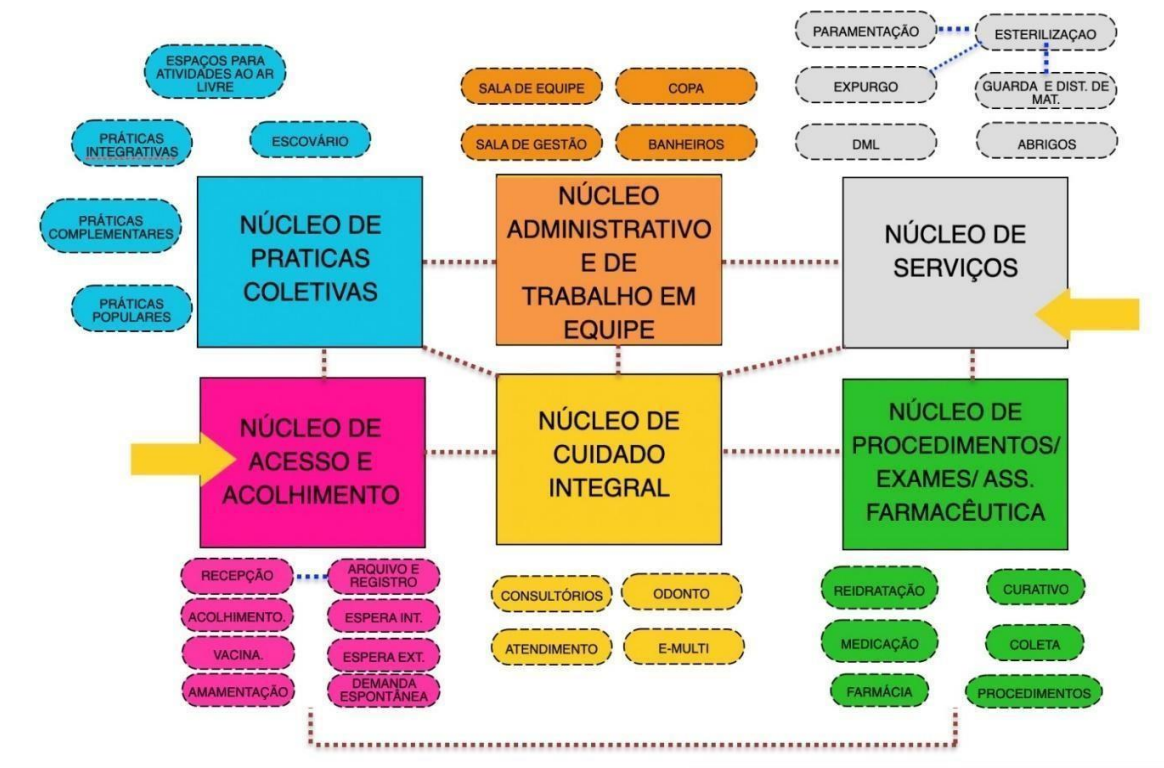 ESPAÇOS PARA
ATIVIDADES AO AR
LIVRE
PRÁTICAS
INTEGRATIVAS
ESCOVÁRIO
PRÁTICAS
COMPLEMENTARES
PRÁTICAS
POPULARES
NÚCLEO DE
PRATICAS
COLETIVAS
SALA DE EQUIPE
COPA
SALA DE GESTÃO
BANHEIROS
NÚCLEO
ADMINISTRATIVO
E DE
TRABALHO EM
EQUIPE
PARAMENTAÇÃO
ESTERILIZAÇAO
EXPURGO
GUARDA E DIST. DE
MAT.
DML
ABRIGOS
NÚCLEO DE
SERVIÇOS
NÚCLEO DE
ACESSO E
ACOLHIMENTO
RECEPÇÃO
ARQUIVO E
REGISTRO
ACOLHIMENTO.
ESPERA INT.
VACINA.
ESPERA EXT.
AMAMENTAÇÃO
DEMANDA
ESPONTÂNEA
NÚCLEO DE
CUIDADO
INTEGRAL
CONSULTÓRIOS
ODONTO
ATENDIMENTO
E-MULTI
NÚCLEO DE
PROCEDIMENTOS/
EXAMES/ ASS.
FARMACÊUTICA
REIDRATAÇÃO
CURATIVO
MEDICAÇÃO
COLETA
FARMÁCIA
PROCEDIMENTOS